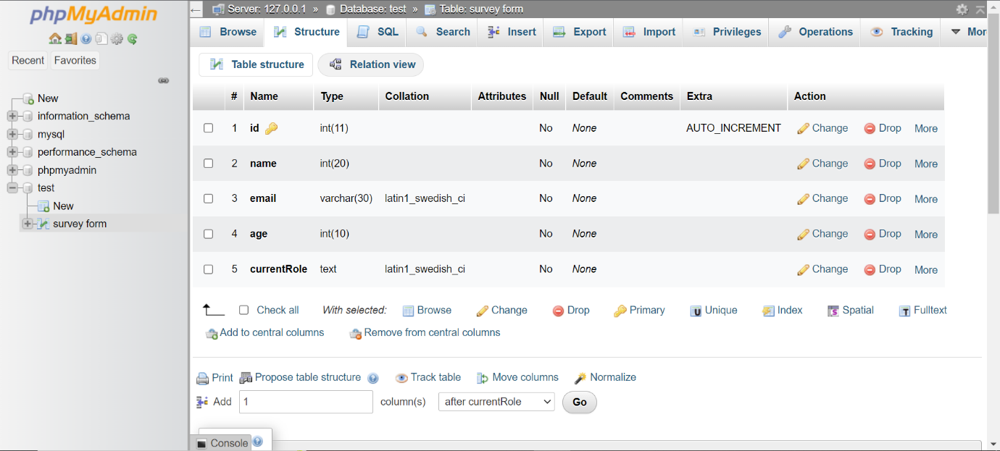 phpMyAdmin
Recent Favorites
New
information_schema
mysql
performance_schema
phpmyadmin
test
New
survey form
Server: 127.0.0.1 » Database: test » Table: survey form
Browse Structure SQL Search Insert Export Import Privileges Operations Tracking Mor
Table structure Relation view
# Name Type Collation Attributes Null Default Comments Extra Action
1 id int(11) No None AUTO_INCREMENT Change Drop More
2 name int(20) No None Change Drop More
3 email varchar(30) latin1_swedish_ci No None Change Drop More
4 age int(10) No None Change Drop More
5 currentRole text latin1_swedish_ci No None Change Drop More
Check all With selected: Browse Change Drop Primary Unique Index Spatial Fulltext
Add to central columns Remove from central columns
Print Propose table structure Track table Move columns Normalize
Add 1 column(s) after currentRole Go
Console